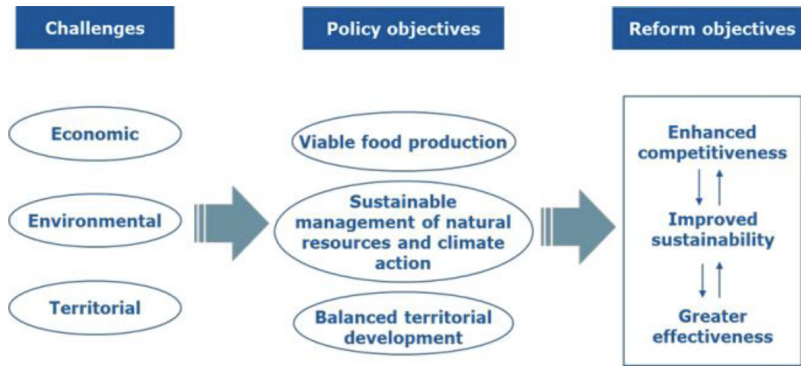 Challenges
Policy objectives
Reform objectives
Economic
Environmental
Territorial
Viable food production
Sustainable
management of natural
resources and climate
action
Balanced territorial
development
Enhanced
competitiveness
Improved
sustainability
Greater
effectiveness